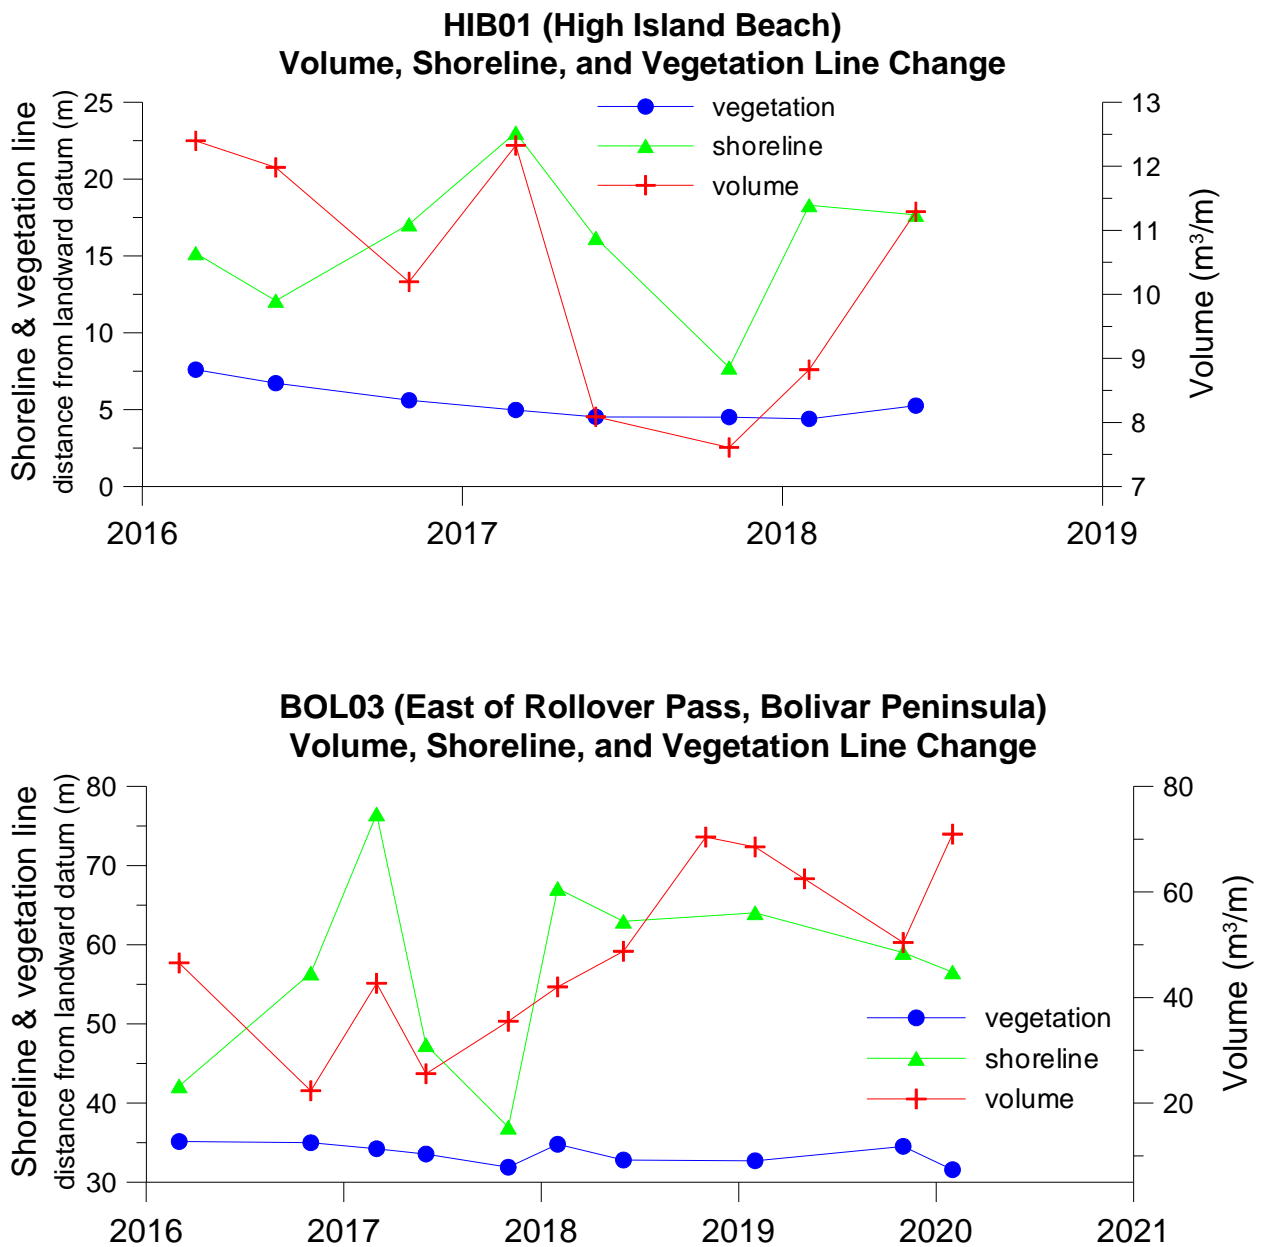 HIB01 (High Island Beach)
Volume, Shoreline, and Vegetation Line Change
Shoreline & vegetation line
distance from landward datum (m)
25
20
15
10
5
0
vegetation
shoreline
volume
13
12
11
10
9
8
7
Volume (m³/m)
2016 2017 2018 2019
BOL03 (East of Rollover Pass, Bolivar Peninsula)
Volume, Shoreline, and Vegetation Line Change
Shoreline & vegetation line
distance from landward datum (m)
80
70
60
50
40
30
vegetation
shoreline
volume
80
60
40
20
Volume (m³/m)
2016 2017 2018 2019 2020 2021